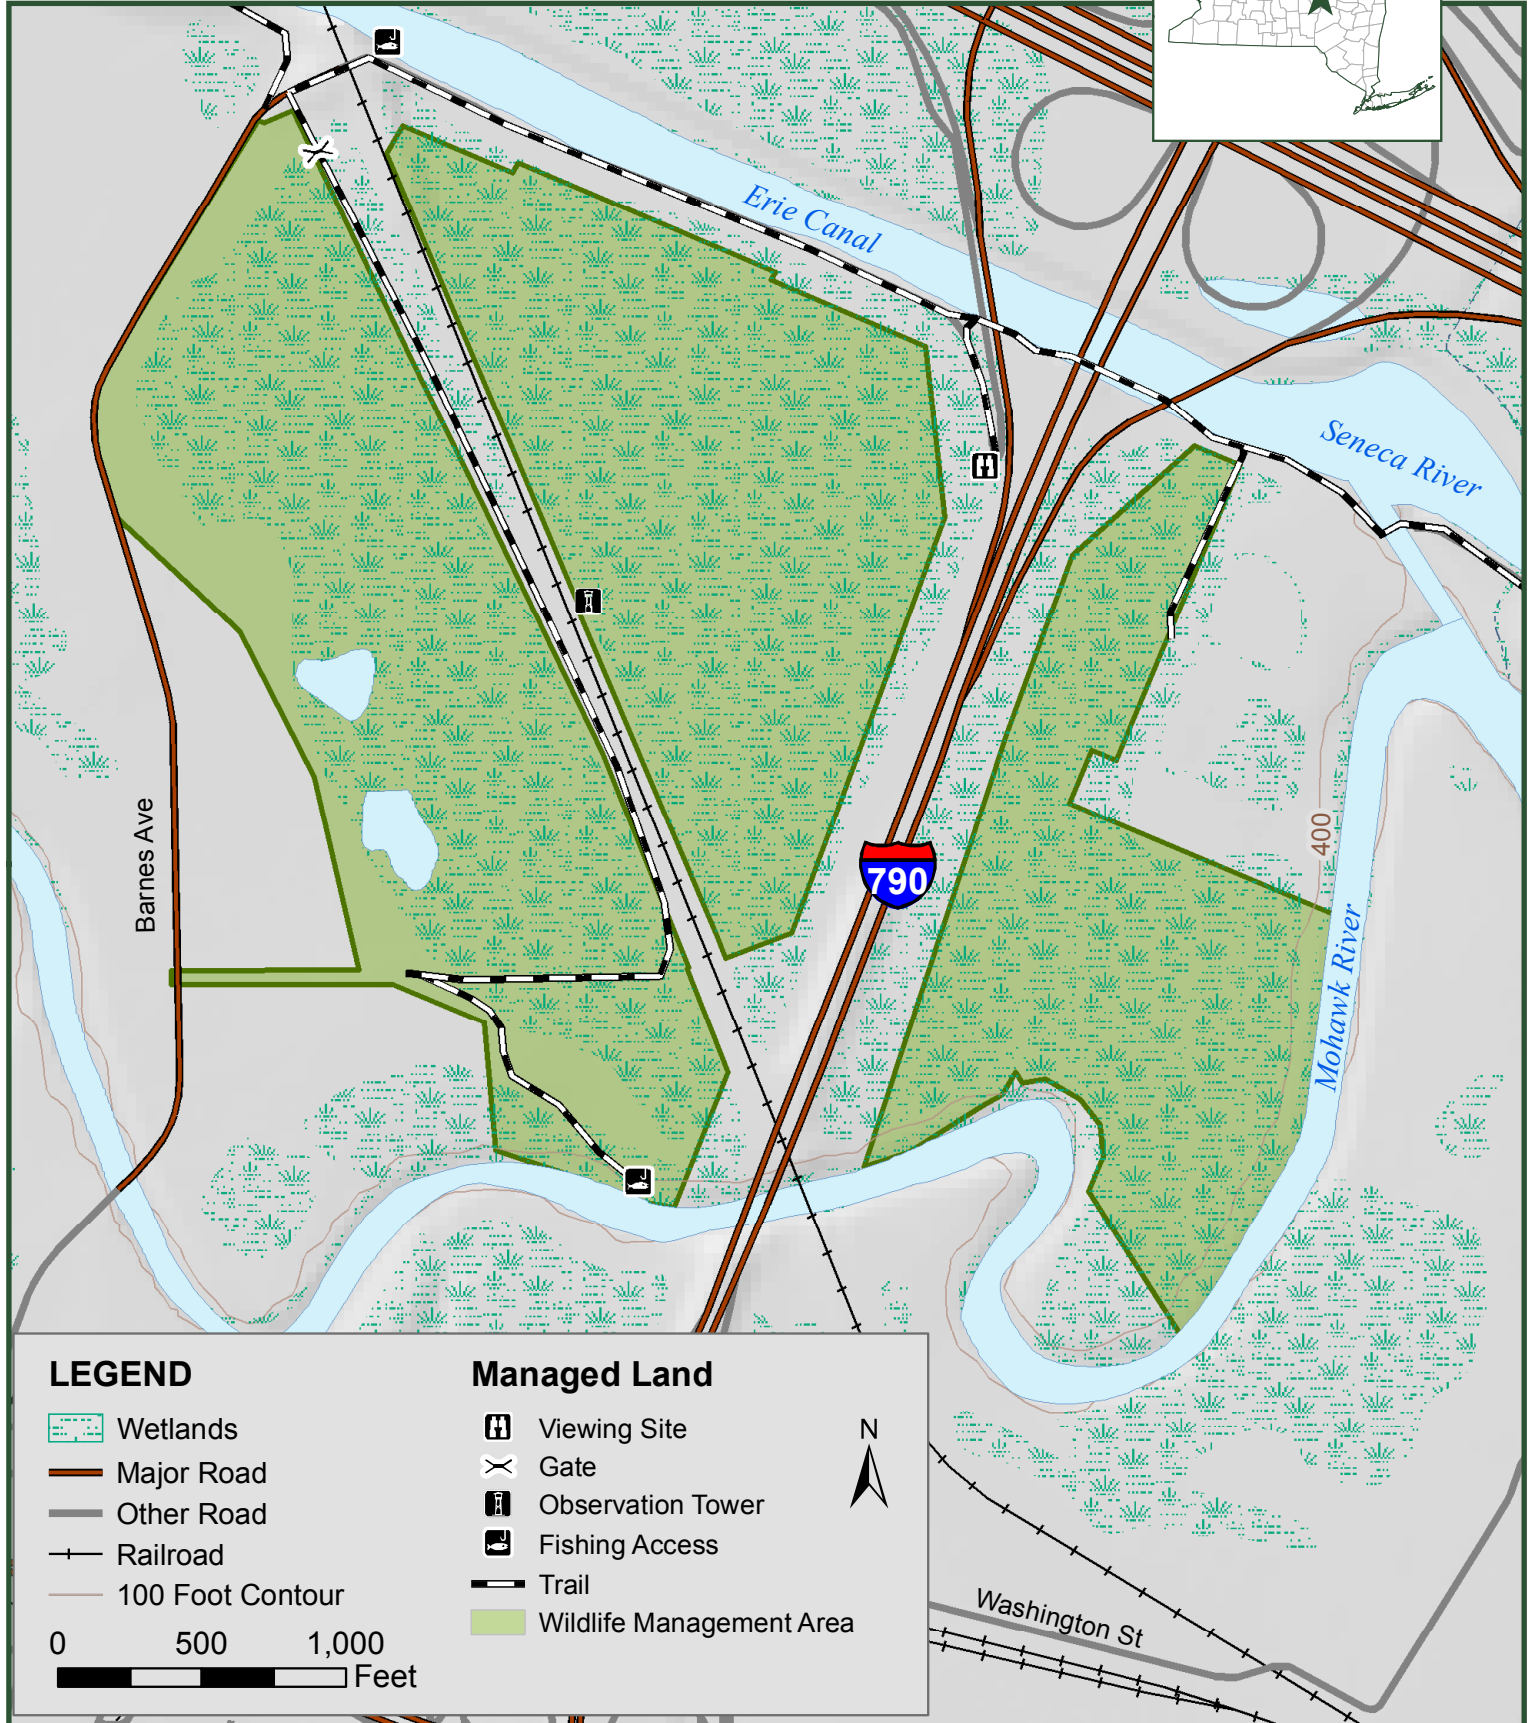 Erie Canal
Seneca River
Barnes Ave
790
400
Mohawk River
LEGEND
Wetlands
Major Road
Other Road
Railroad
100 Foot Contour
0 500 1,000
Feet
Managed Land
Viewing Site
Gate
Observation Tower
Fishing Access
Trail
Wildlife Management Area
N
Washington St